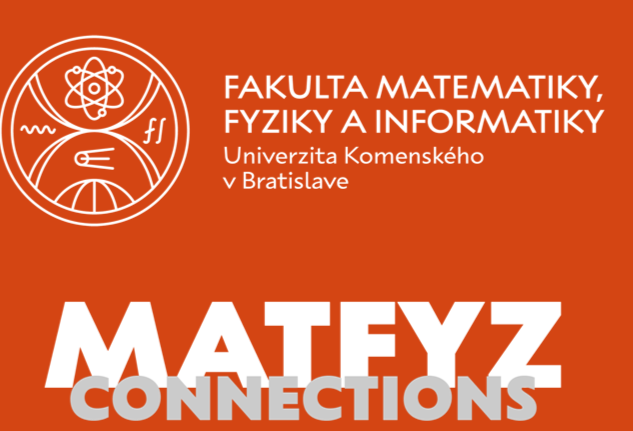 FAKULTA MATEMATIKY,
FYZIKY A INFORMATIKY
Univerzita Komenského
v Bratislave
MATFYZ
CONNECTIONS